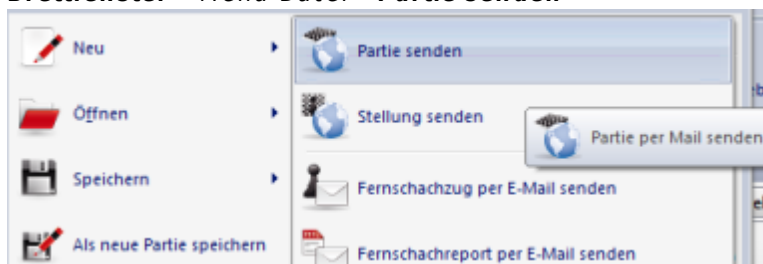 Neu
Öffnen
Speichern
Als neue Partie speichern
Partie senden
Stellung senden
Partie per Mail senden
Fernschachzug per E-Mail senden
Fernschachreport per E-Mail senden